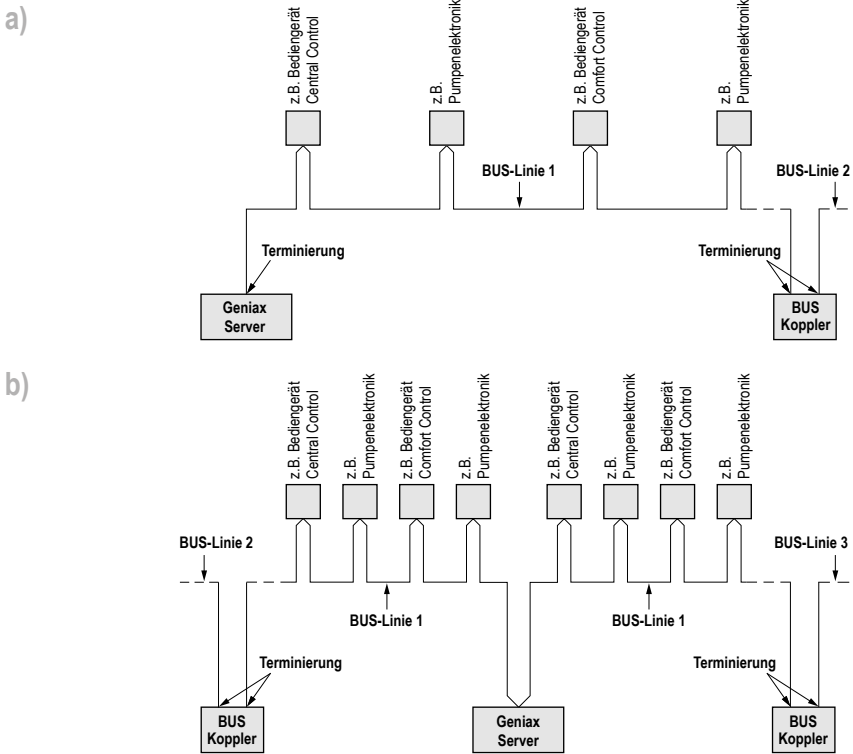 a)
z.B. Bediengerät
Central Control
z.B.
Pumpenelektronik
z.B. Bediengerät
Comfort Control
z.B.
Pumpenelektronik
BUS-Linie 1
BUS-Linie 2
Terminierung
Terminierung
Geniax
Server
BUS
Koppler
b)
z.B. Bediengerät
Central Control
z.B.
Pumpenelektronik
z.B. Bediengerät
Comfort Control
z.B.
Pumpenelektronik
z.B. Bediengerät
Central Control
z.B.
Pumpenelektronik
z.B. Bediengerät
Comfort Control
z.B.
Pumpenelektronik
BUS-Linie 2
BUS-Linie 3
BUS-Linie 1
BUS-Linie 1
Terminierung
Terminierung
BUS
Koppler
Geniax
Server
BUS
Koppler